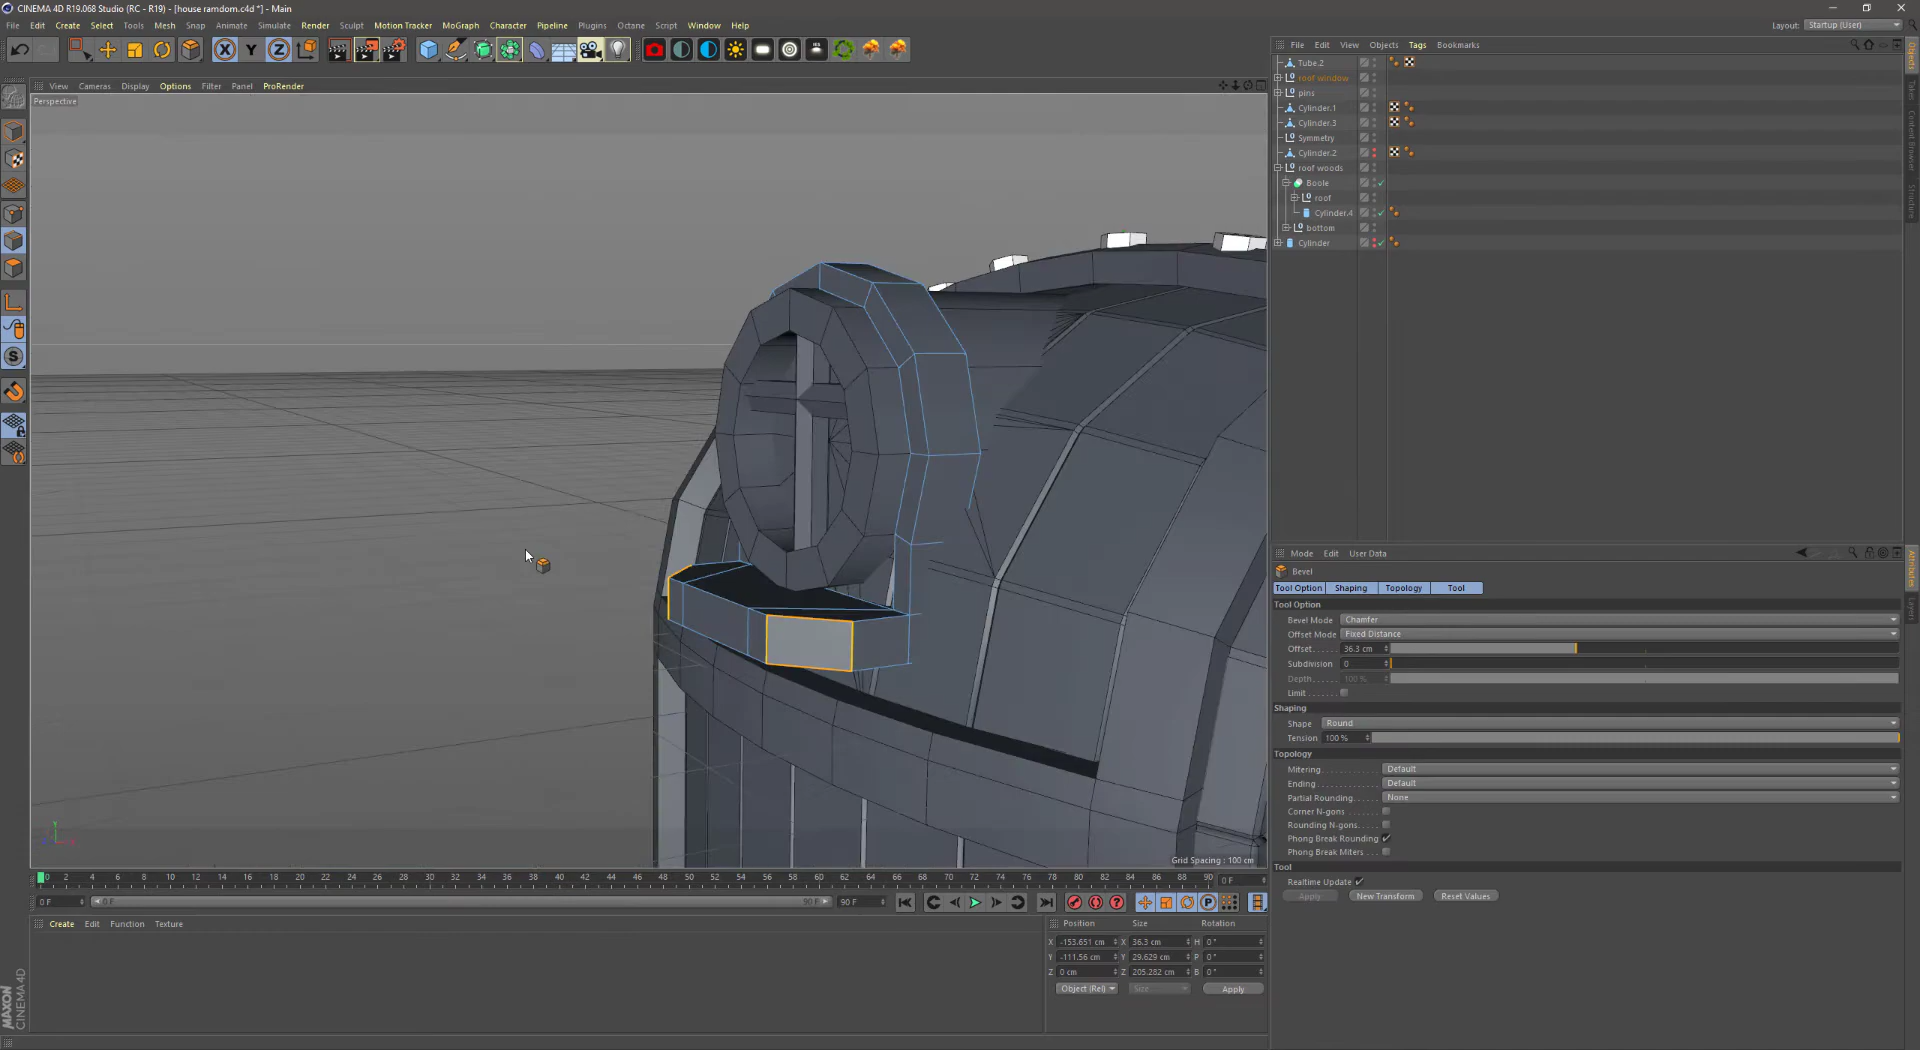 CINEMA 4D R19.068 Studio (RC - R19) - [house ramdom.c4d *] - Main
File Edit Create Select Tools Mesh Snap Animate Simulate Render Sculpt Motion Tracker MoGraph Character Pipeline Plugins Octane Script Window Help
Layout: Startup (User)
X Y Z
View Cameras Display Options Filter Panel ProRender
Perspective
File Edit View Objects Tags Bookmarks
Tube.2
roof window
pins
Cylinder.1
Cylinder.3
Symmetry
Cylinder.2
roof woods
Boole
roof
Cylinder.4
bottom
Cylinder
Objects
Takes
Content Browser
Structure
Mode Edit User Data
Bevel
Tool Option Shaping Topology Tool
Tool Option
Bevel Mode Chamfer
Offset Mode Fixed Distance
Offset 36.3 cm
Subdivision 0
Depth 100 %
Limit
Shaping
Shape Round
Tension 100 %
Topology
Mitering Default
Ending Default
Partial Rounding None
Corner N-gons
Rounding N-gons
Phong Break Rounding
Phong Break Miters
Tool
Realtime Update
Apply New Transform Reset Values
Attributes
Layers
Grid Spacing : 100 cm
0 2 4 6 8 10 12 14 16 18 20 22 24 26 28 30 32 34 36 38 40 42 44 46 48 50 52 54 56 58 60 62 64 66 68 70 72 74 76 78 80 82 84 86 88 90
0 F
0 F 0 F 90 F 90 F
Create Edit Function Texture
Position Size Rotation
X -153.651 cm X 36.3 cm H 0 °
Y -111.56 cm Y 29.629 cm P 0 °
Z 0 cm Z 205.282 cm B 0 °
Object (Rel) Size Apply
MAXON
CINEMA 4D